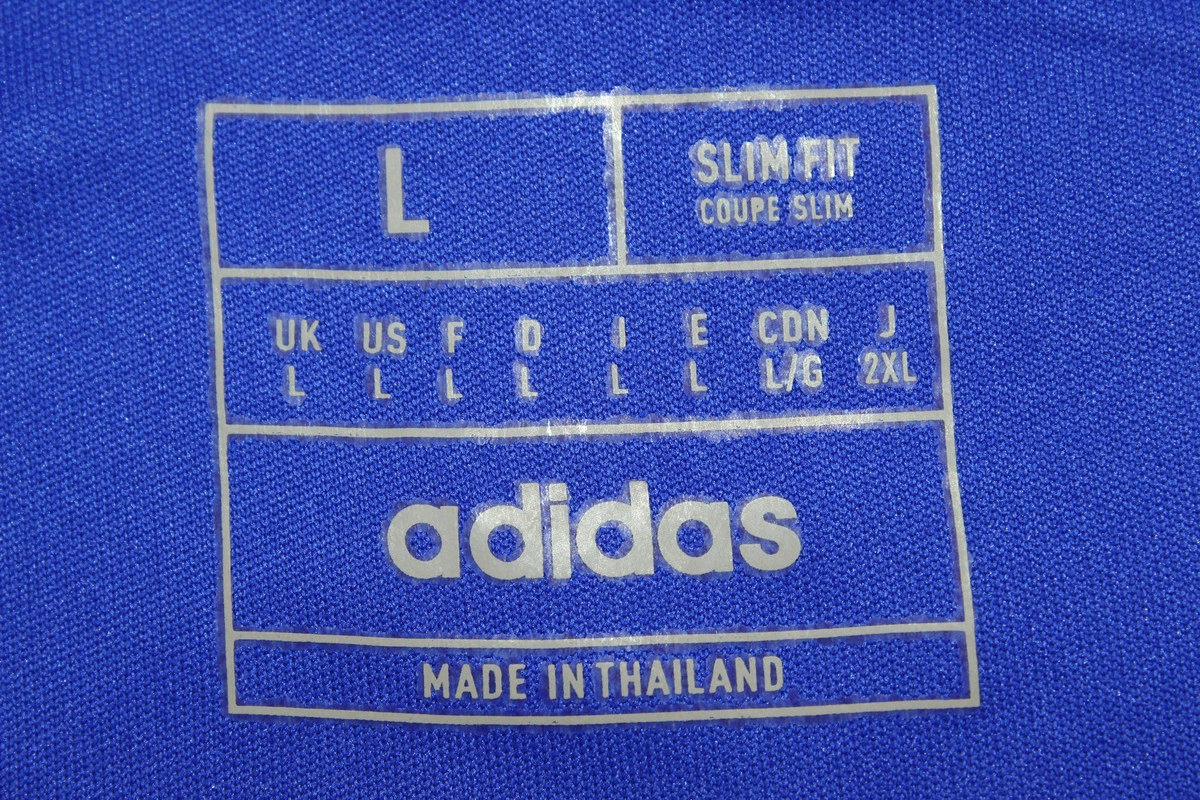 L
SLIM FIT
COUPE SLIM
UK US F D I E CDN J
L L L L L L L/G 2XL
adidas
MADE IN THAILAND